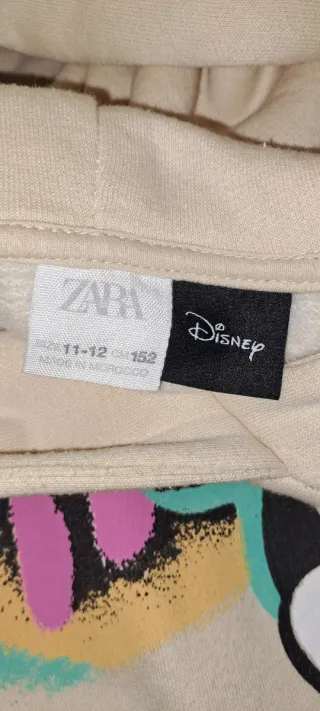 ZARA
SIZE 11-12 CM 152
MADE IN MOROCCO
Disney